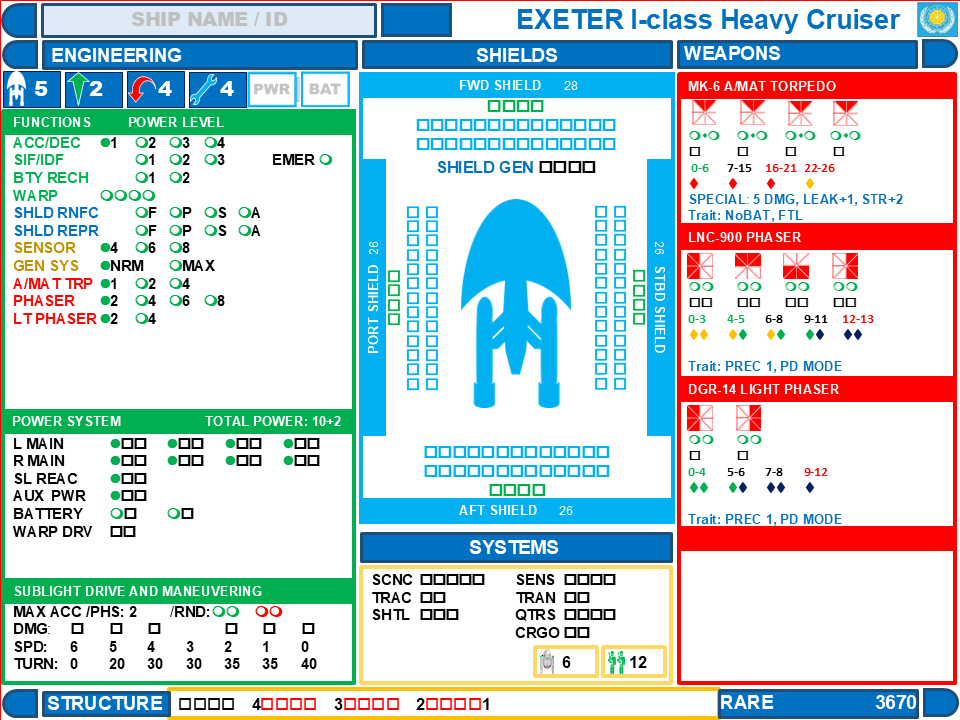 SHIP NAME / ID
EXETER I-class Heavy Cruiser
ENGINEERING
5 2 4 4 PWR BAT
FUNCTIONS POWER LEVEL
ACC/DEC 1 2 3 4
SIF/IDF 1 2 3 EMER
BTY RECH 1 2
WARP
SHLD RNFC F P S A
SHLD REPR F P S A
SENSOR 4 6 8
GEN SYS NRM MAX
A/MAT TRP 1 2 4
PHASER 2 4 6 8
LT PHASER 2 4
POWER SYSTEM TOTAL POWER: 10+2
L MAIN
R MAIN
SL REAC
AUX PWR
BATTERY
WARP DRV
SUBLIGHT DRIVE AND MANEUVERING
MAX ACC /PHS: 2 /RND:
DMG:
SPD: 6 5 4 3 2 1 0
TURN: 0 20 30 30 35 35 40
SHIELDS
FWD SHIELD 28
SHIELD GEN
PORT SHIELD 26
26 STBD SHIELD
AFT SHIELD 26
SYSTEMS
SCNC SENS
TRAC TRAN
SHTL QTRS
CRGO
6 12
WEAPONS
MK-6 A/MAT TORPEDO
0-6 7-15 16-21 22-26
SPECIAL: 5 DMG, LEAK+1, STR+2
Trait: NoBAT, FTL
LNC-900 PHASER
0-3 4-5 6-8 9-11 12-13
Trait: PREC 1, PD MODE
DGR-14 LIGHT PHASER
0-4 5-6 7-8 9-12
Trait: PREC 1, PD MODE
STRUCTURE 4 3 2 1
RARE 3670